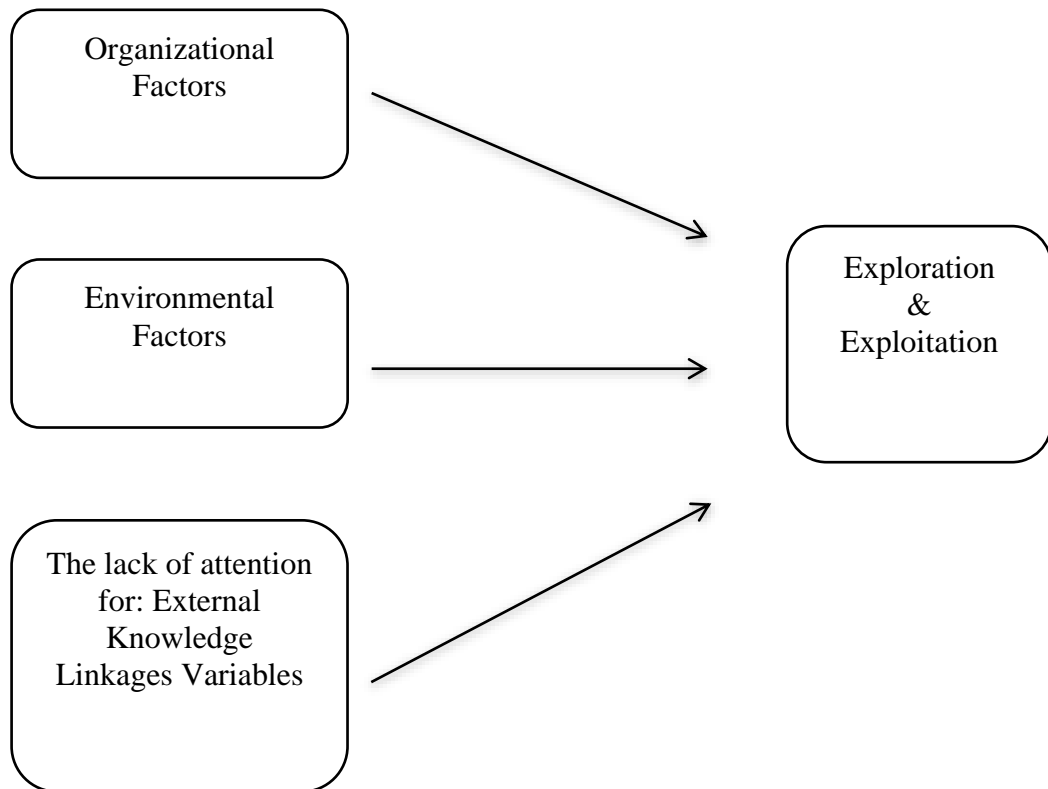 Organizational
Factors
Environmental
Factors
The lack of attention
for: External
Knowledge
Linkages Variables
Exploration
&
Exploitation